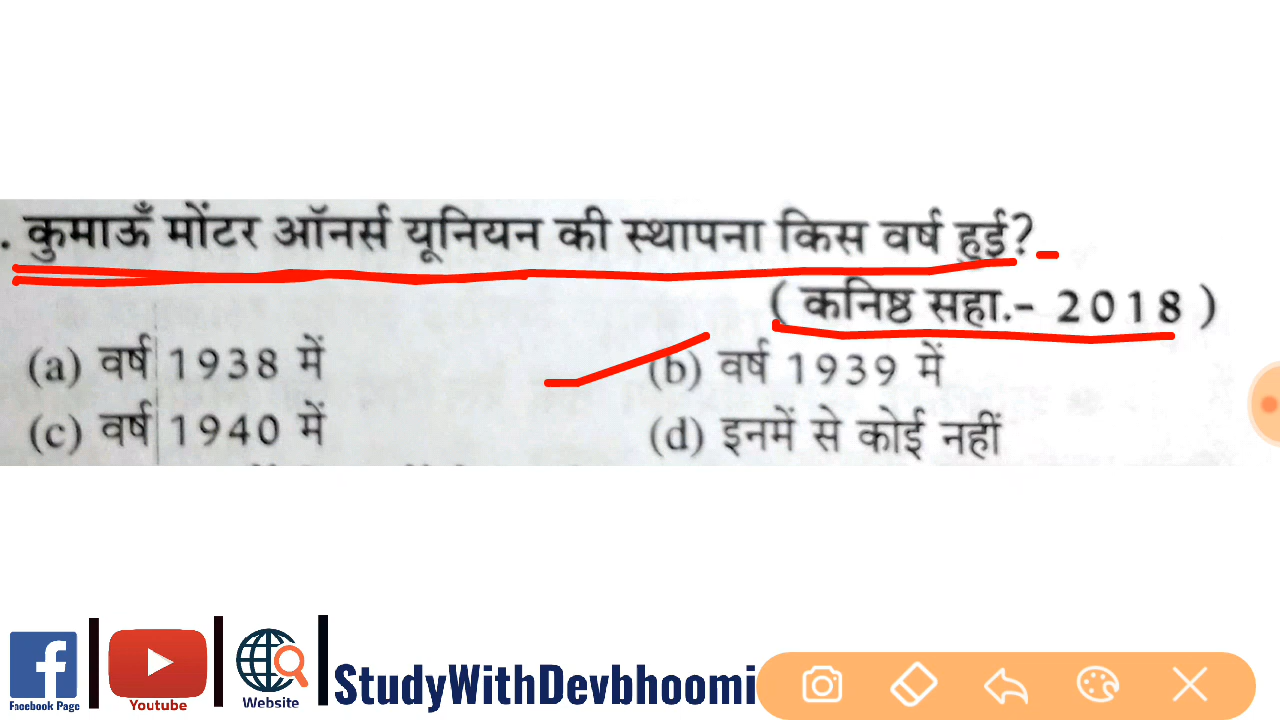 . कुमाऊँ मोंटर ऑनर्स यूनियन की स्थापना किस वर्ष हुई?
( कनिष्ठ सहा.- 2018 )
(a) वर्ष 1938 में (b) वर्ष 1939 में
(c) वर्ष 1940 में (d) इनमें से कोई नहीं
Facebook Page Youtube Website StudyWithDevbhoomi